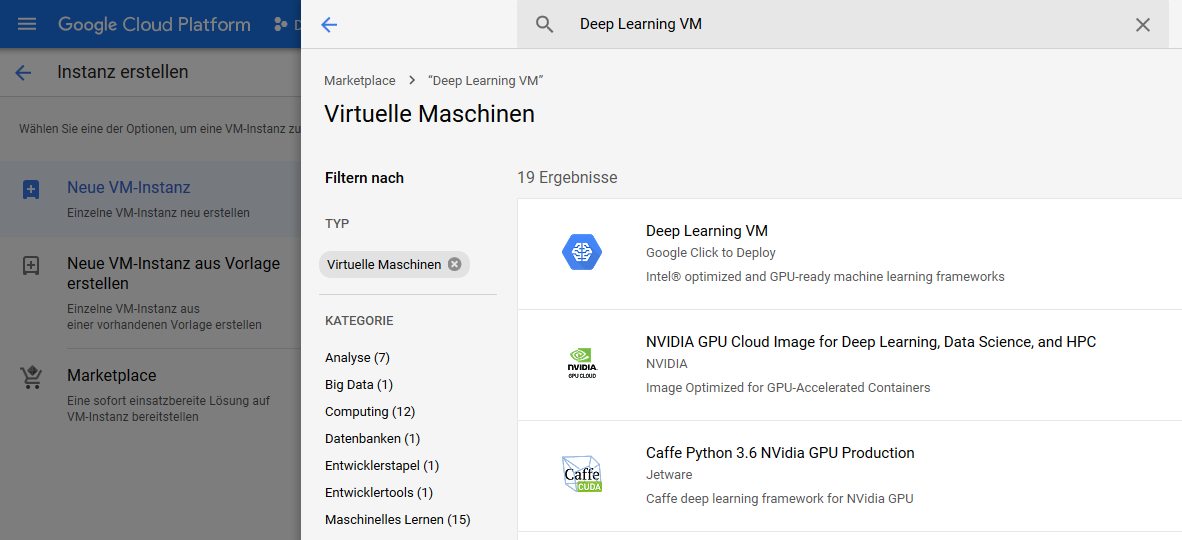 Google Cloud Platform
D
Instanz erstellen
Wählen Sie eine der Optionen, um eine VM-Instanz zu
Neue VM-Instanz
Einzelne VM-Instanz neu erstellen
Neue VM-Instanz aus Vorlage
erstellen
Einzelne VM-Instanz aus
einer vorhandenen Vorlage erstellen
Marketplace
Eine sofort einsatzbereite Lösung auf
VM-Instanz bereitstellen
Deep Learning VM
Marketplace > “Deep Learning VM”
Virtuelle Maschinen
Filtern nach
TYP
Virtuelle Maschinen
KATEGORIE
Analyse (7)
Big Data (1)
Computing (12)
Datenbanken (1)
Entwicklerstapel (1)
Entwicklertools (1)
Maschinelles Lernen (15)
19 Ergebnisse
Deep Learning VM
Google Click to Deploy
Intel® optimized and GPU-ready machine learning frameworks
NVIDIA.
GPU CLOUD
NVIDIA GPU Cloud Image for Deep Learning, Data Science, and HPC
NVIDIA
Image Optimized for GPU-Accelerated Containers
Caffe
CUDA
Caffe Python 3.6 NVidia GPU Production
Jetware
Caffe deep learning framework for NVidia GPU